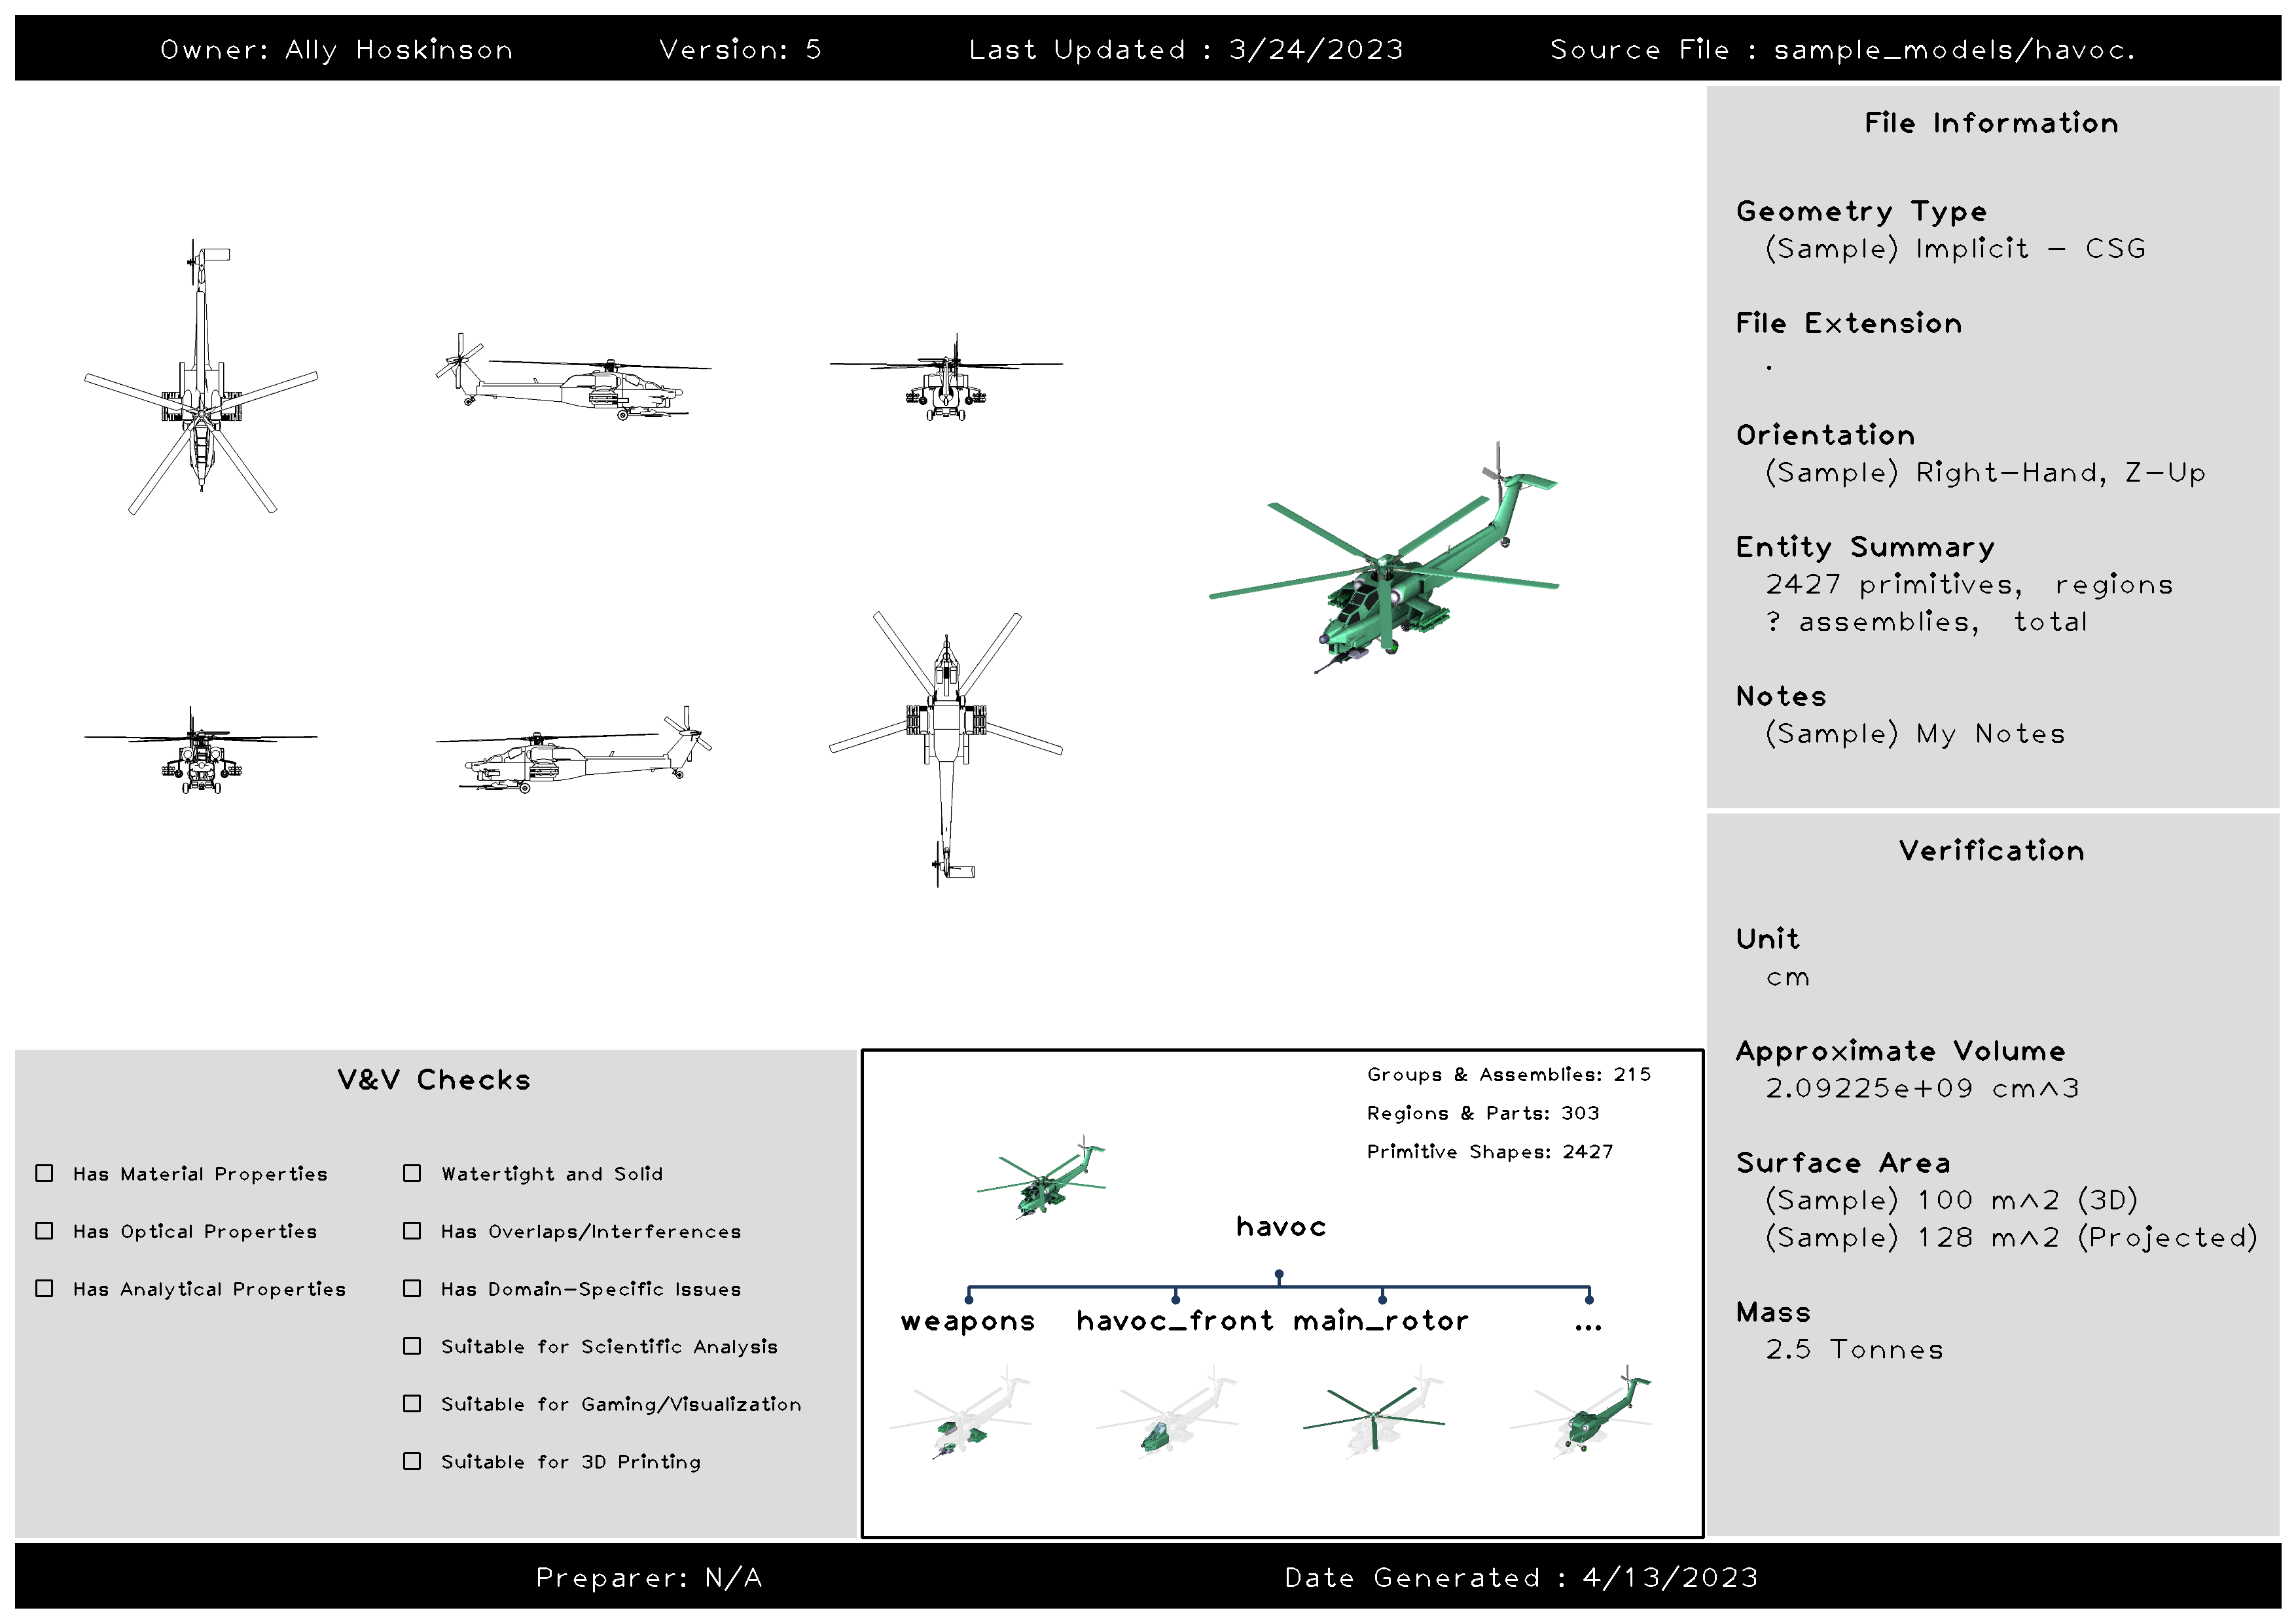 Owner: Ally Hoskinson Version: 5 Last Updated : 3/24/2023 Source File : sample_models/havoc.
File Information
Geometry Type
(Sample) Implicit - CSG
File Extension
.
Orientation
(Sample) Right-Hand, Z-Up
Entity Summary
2427 primitives, regions
? assemblies, total
Notes
(Sample) My Notes
Verification
Unit
cm
Approximate Volume
2.09225e+09 cm^3
Surface Area
(Sample) 100 m^2 (3D)
(Sample) 128 m^2 (Projected)
Mass
2.5 Tonnes
V&V Checks
Has Material Properties
Has Optical Properties
Has Analytical Properties
Watertight and Solid
Has Overlaps/Interferences
Has Domain-Specific Issues
Suitable for Scientific Analysis
Suitable for Gaming/Visualization
Suitable for 3D Printing
Groups & Assemblies: 215
Regions & Parts: 303
Primitive Shapes: 2427
havoc
weapons havoc_front main_rotor ...
Preparer: N/A Date Generated : 4/13/2023